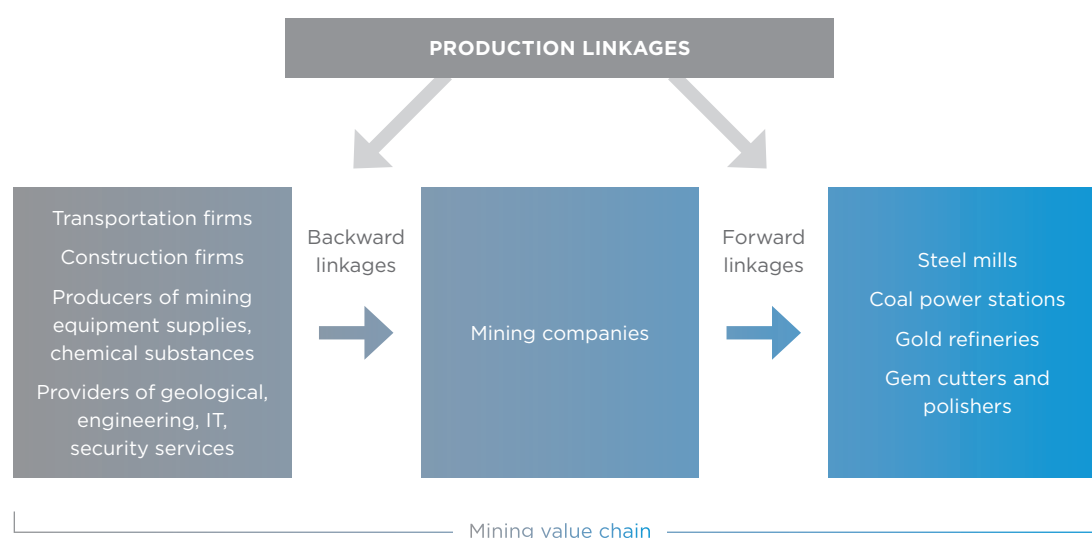 PRODUCTION LINKAGES
Transportation firms
Construction firms
Producers of mining
equipment supplies,
chemical substances
Providers of geological,
engineering, IT,
security services
Backward
linkages
Mining companies
Forward
linkages
Steel mills
Coal power stations
Gold refineries
Gem cutters and
polishers
Mining value chain